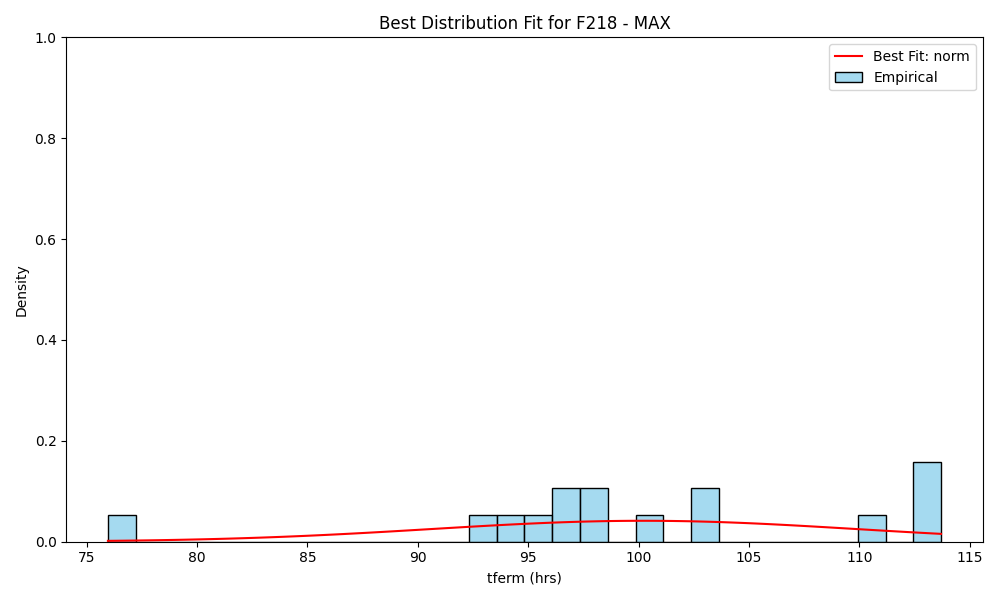 Best Distribution Fit for F218 - MAX
1.0
0.8
0.6
0.4
0.2
0.0
Density
Best Fit: norm
Empirical
75 80 85 90 95 100 105 110 115
tferm (hrs)